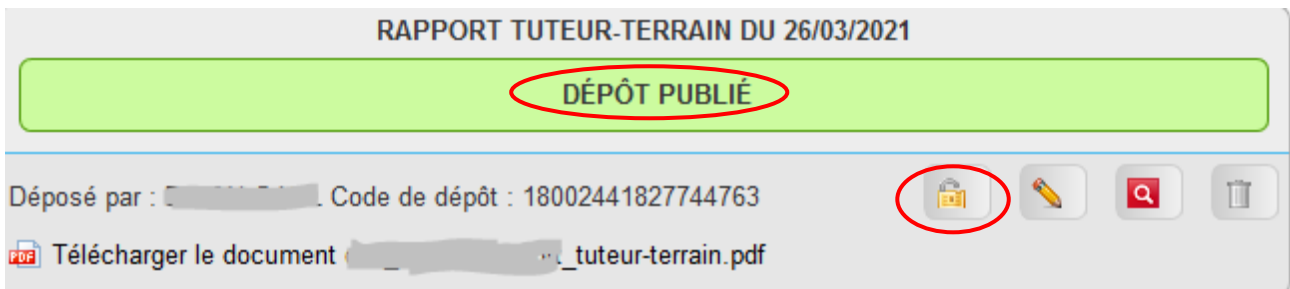 RAPPORT TUTEUR-TERRAIN DU 26/03/2021
DÉPÔT PUBLIÉ
Déposé par : Code de dépôt : 18002441827744763
PDF Télécharger le document _tuteur-terrain.pdf